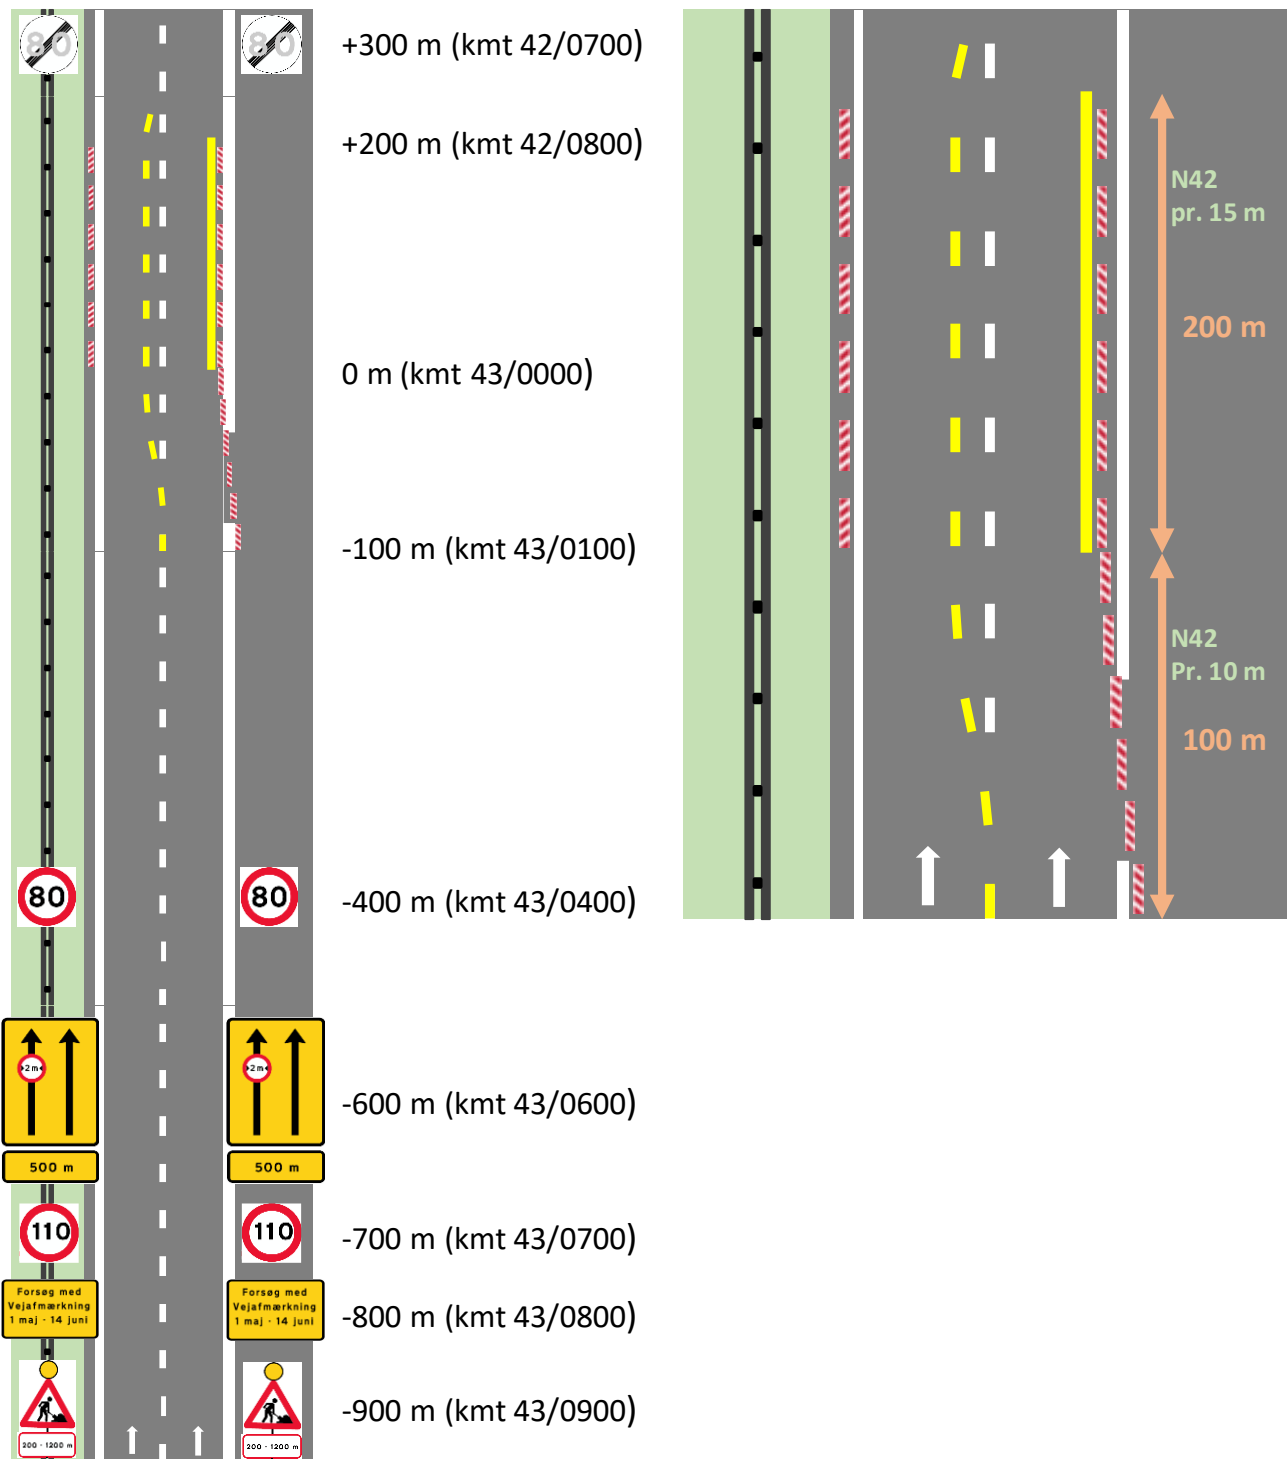 80
80
+300 m (kmt 42/0700)
+200 m (kmt 42/0800)
0 m (kmt 43/0000)
-100 m (kmt 43/0100)
80
80
-400 m (kmt 43/0400)
2m
2m
-600 m (kmt 43/0600)
500 m
500 m
110
110
-700 m (kmt 43/0700)
Forsøg med
Vejafmærkning
1 maj - 14 juni
Forsøg med
Vejafmærkning
1 maj - 14 juni
-800 m (kmt 43/0800)
-900 m (kmt 43/0900)
200 - 1200 m
200 - 1200 m
N42
pr. 15 m
200 m
N42
Pr. 10 m
100 m